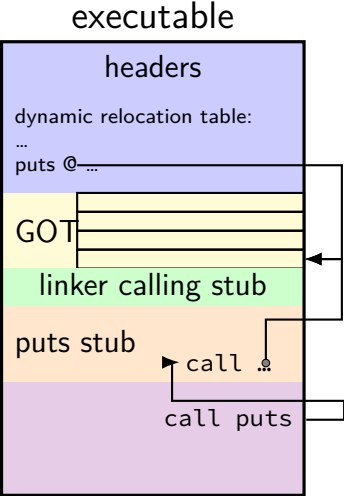 executable
headers
dynamic relocation table:
...
puts @ ...
GOT
linker calling stub
puts stub
call ...
call puts